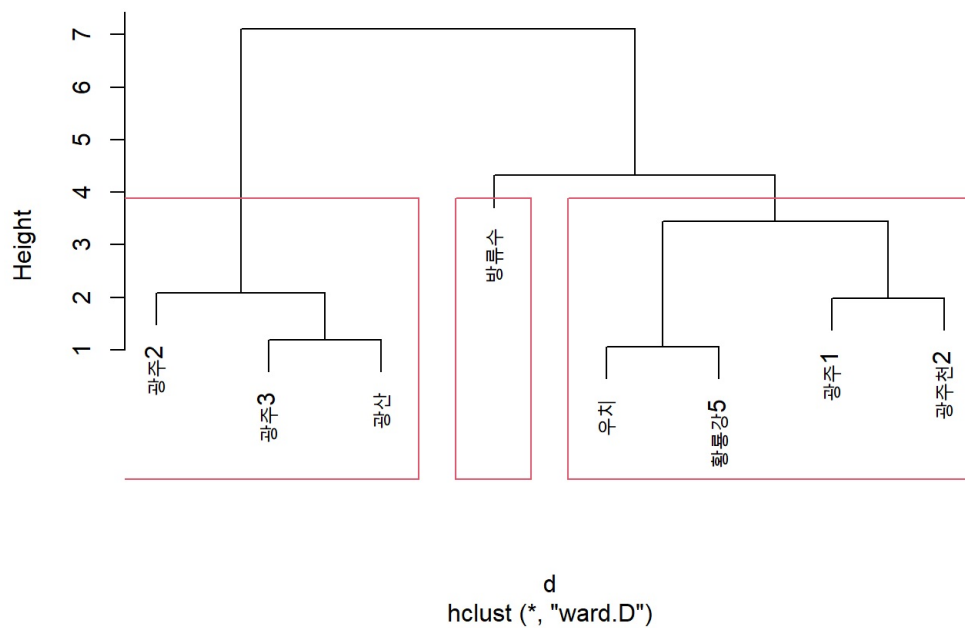 7
6
5
4
3
2
1
Height
광주2
광주3
광산
방류수
우치
황룡강5
광주1
광주천2
d
hclust (*, "ward.D")